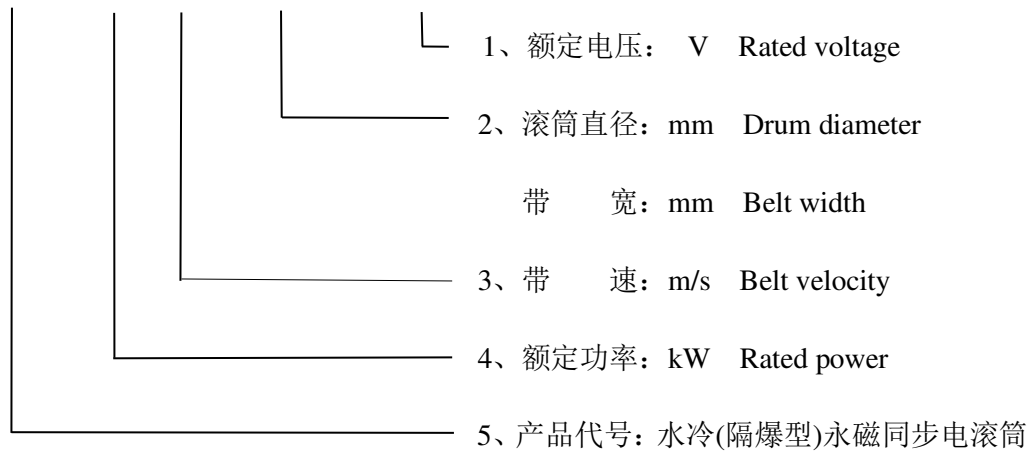 1、额定电压： V Rated voltage
2、滚筒直径：mm Drum diameter
带 宽：mm Belt width
3、带 速：m/s Belt velocity
4、额定功率：kW Rated power
5、产品代号：水冷(隔爆型)永磁同步电滚筒